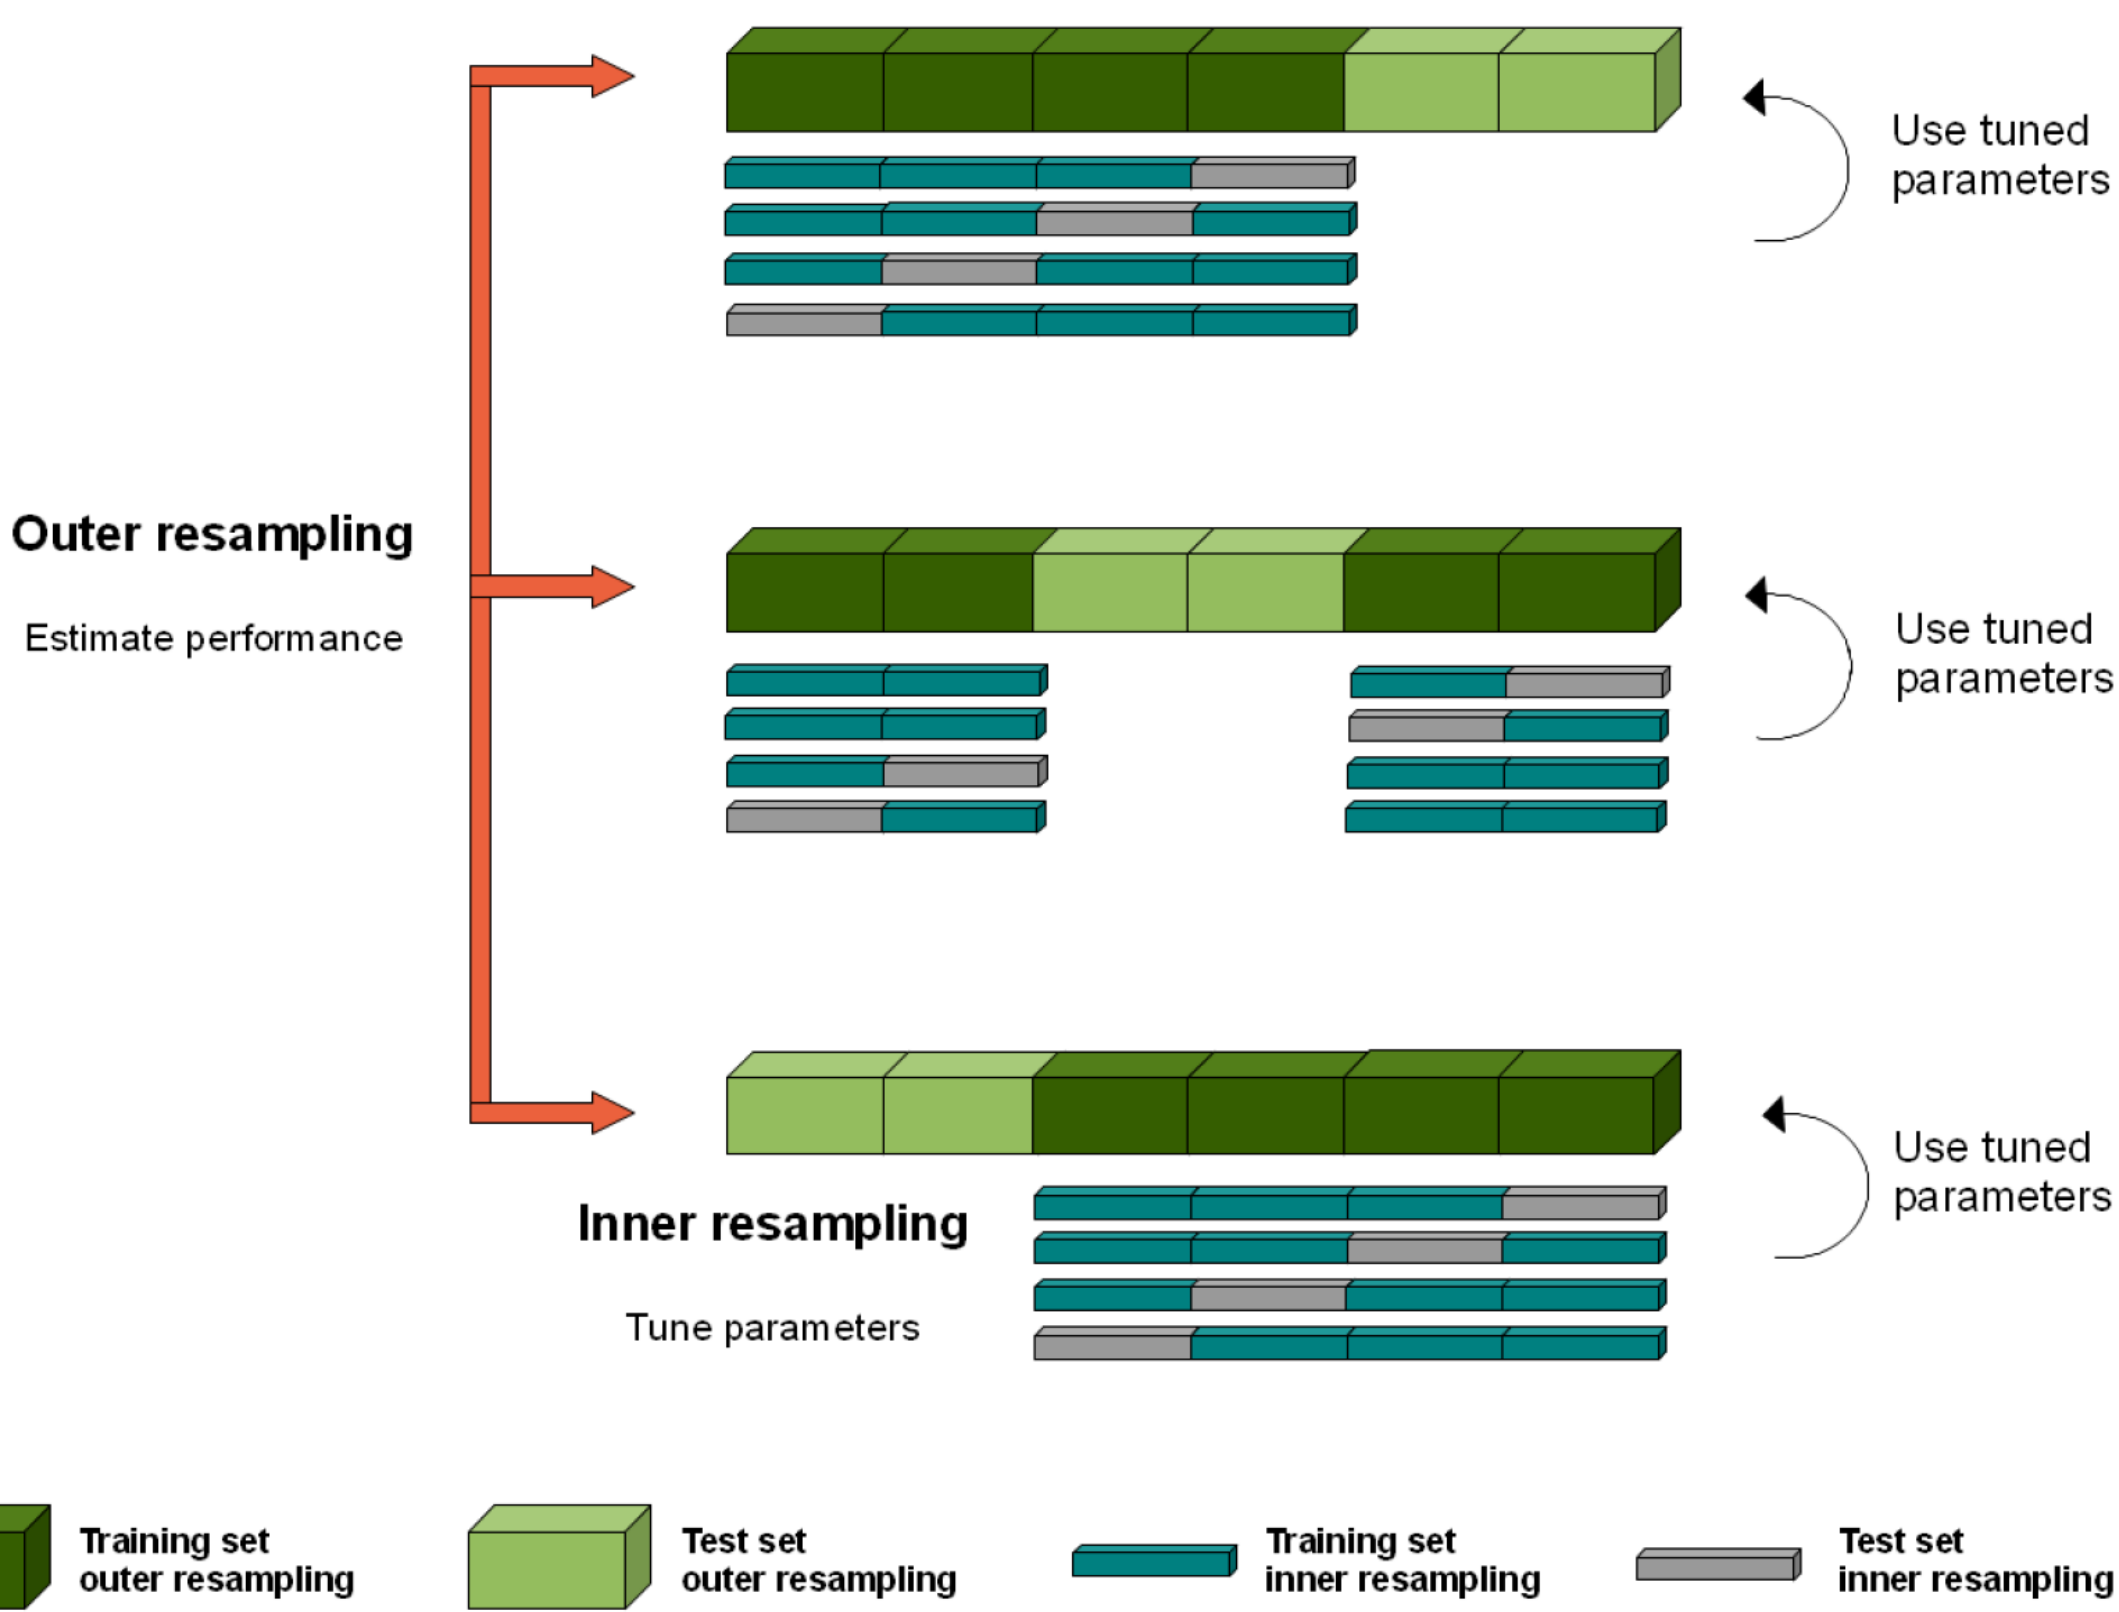 Use tuned
parameters
Outer resampling
Estimate performance
Use tuned
parameters
Use tuned
parameters
Inner resampling
Tune parameters
Training set
outer resampling
Test set
outer resampling
Training set
inner resampling
Test set
inner resampling